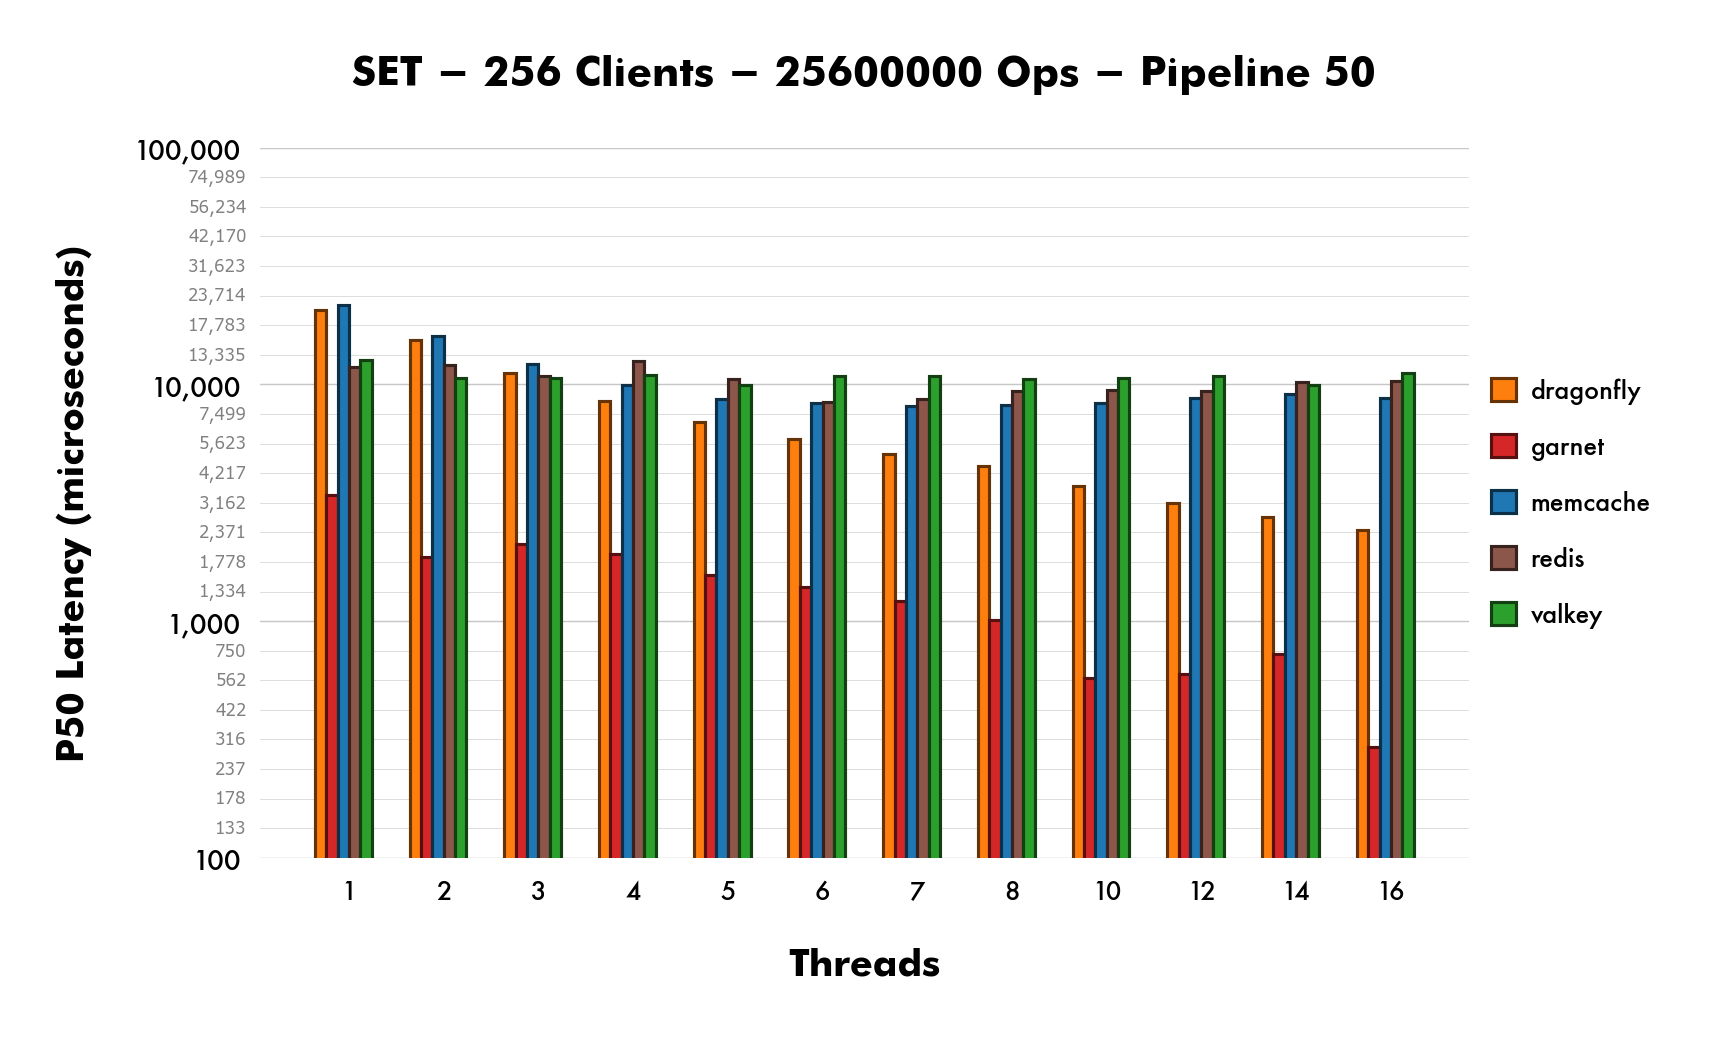 SET – 256 Clients – 25600000 Ops – Pipeline 50
P50 Latency (microseconds)
100,000
74,989
56,234
42,170
31,623
23,714
17,783
13,335
10,000
7,499
5,623
4,217
3,162
2,371
1,778
1,334
1,000
750
562
422
316
237
178
133
100
1 2 3 4 5 6 7 8 10 12 14 16
Threads
dragonfly
garnet
memcache
redis
valkey